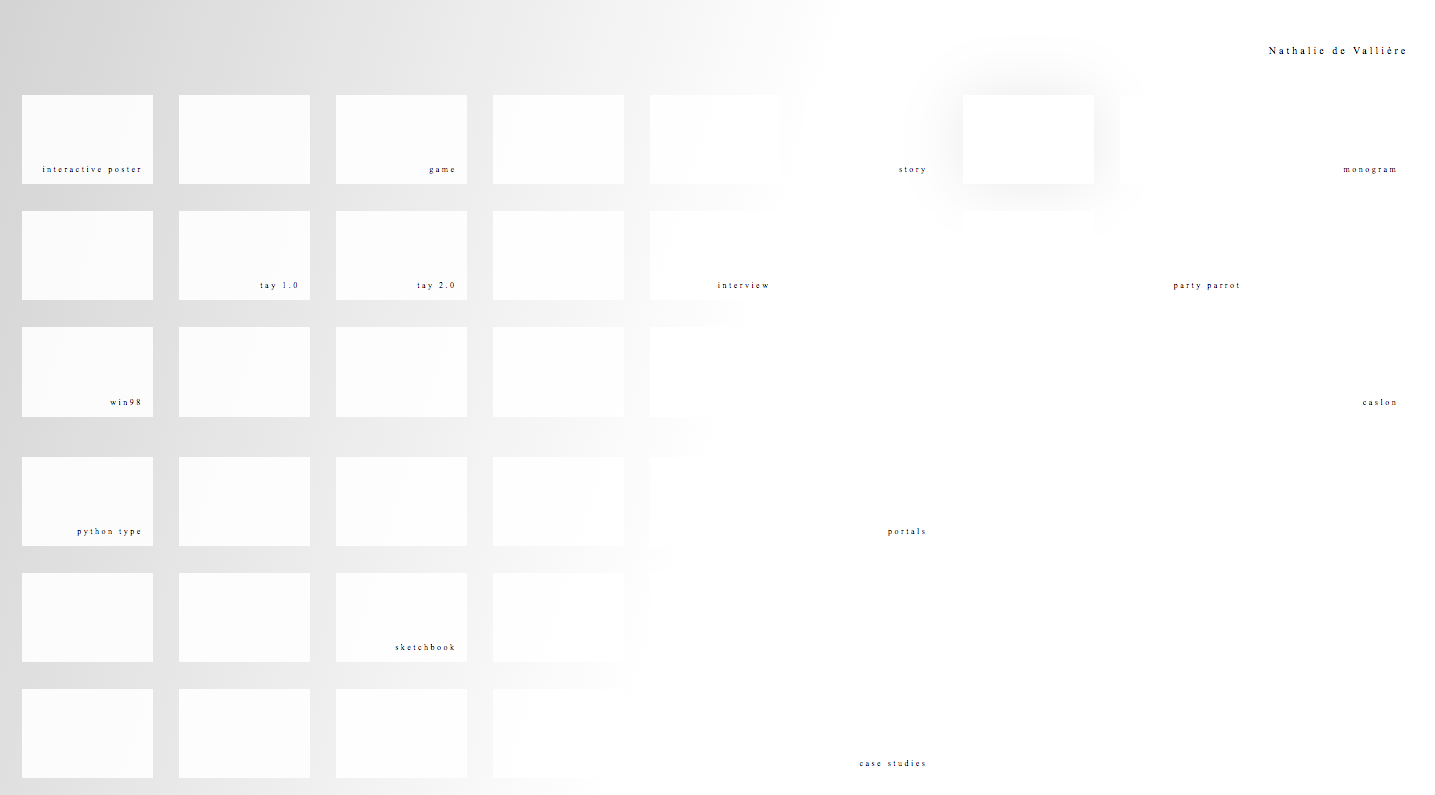 Nathalie de Vallière
interactive poster
game
story
monogram
tay 1.0
tay 2.0
interview
party parrot
win98
caslon
python type
portals
sketchbook
case studies